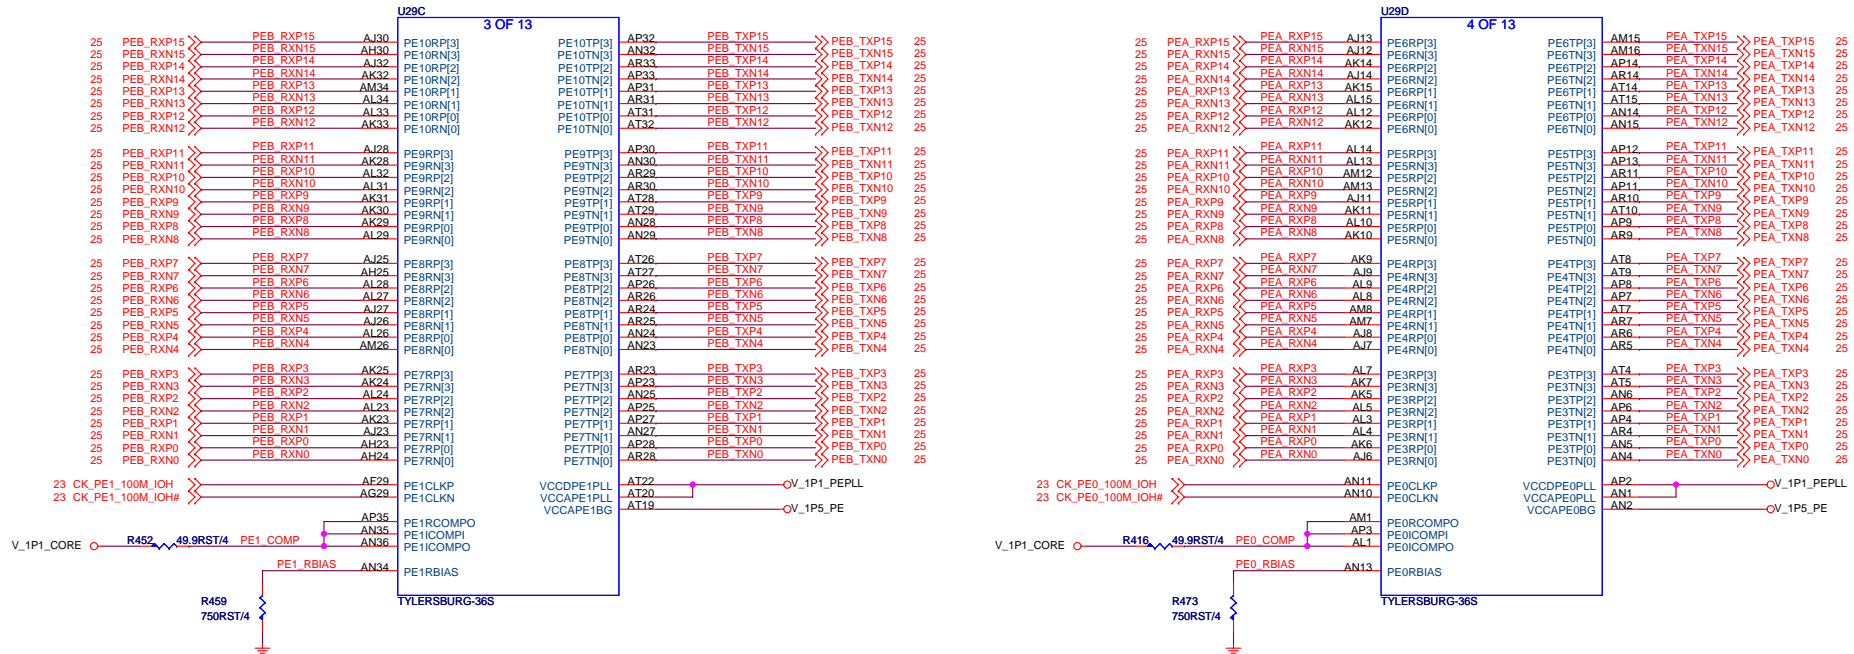 U29C
3 OF 13
25 PEB_RXP15 PEB_RXP15 AJ30 PE10RP[3] PE10TP[3] AP32 PEB_TXP15 PEB_TXP15 25
25 PEB_RXN15 PEB_RXN15 AH30 PE10RN[3] PE10TN[3] AN32 PEB_TXN15 PEB_TXN15 25
25 PEB_RXP14 PEB_RXP14 AJ32 PE10RP[2] PE10TP[2] AR33 PEB_TXP14 PEB_TXP14 25
25 PEB_RXN14 PEB_RXN14 AK32 PE10RN[2] PE10TN[2] AP33 PEB_TXN14 PEB_TXN14 25
25 PEB_RXP13 PEB_RXP13 AM34 PE10RP[1] PE10TP[1] AP31 PEB_TXP13 PEB_TXP13 25
25 PEB_RXN13 PEB_RXN13 AL34 PE10RN[1] PE10TN[1] AR31 PEB_TXN13 PEB_TXN13 25
25 PEB_RXP12 PEB_RXP12 AL33 PE10RP[0] PE10TP[0] AT31 PEB_TXP12 PEB_TXP12 25
25 PEB_RXN12 PEB_RXN12 AK33 PE10RN[0] PE10TN[0] AT32 PEB_TXN12 PEB_TXN12 25
25 PEB_RXP11 PEB_RXP11 AJ28 PE9RP[3] PE9TP[3] AP30 PEB_TXP11 PEB_TXP11 25
25 PEB_RXN11 PEB_RXN11 AK28 PE9RN[3] PE9TN[3] AN30 PEB_TXN11 PEB_TXN11 25
25 PEB_RXP10 PEB_RXP10 AL32 PE9RP[2] PE9TP[2] AR29 PEB_TXP10 PEB_TXP10 25
25 PEB_RXN10 PEB_RXN10 AL31 PE9RN[2] PE9TN[2] AR30 PEB_TXN10 PEB_TXN10 25
25 PEB_RXP9 PEB_RXP9 AK31 PE9RP[1] PE9TP[1] AT28 PEB_TXP9 PEB_TXP9 25
25 PEB_RXN9 PEB_RXN9 AK30 PE9RN[1] PE9TN[1] AT29 PEB_TXN9 PEB_TXN9 25
25 PEB_RXP8 PEB_RXP8 AK29 PE9RP[0] PE9TP[0] AN28 PEB_TXP8 PEB_TXP8 25
25 PEB_RXN8 PEB_RXN8 AL29 PE9RN[0] PE9TN[0] AN29 PEB_TXN8 PEB_TXN8 25
25 PEB_RXP7 PEB_RXP7 AJ25 PE8RP[3] PE8TP[3] AT26 PEB_TXP7 PEB_TXP7 25
25 PEB_RXN7 PEB_RXN7 AH25 PE8RN[3] PE8TN[3] AT27 PEB_TXN7 PEB_TXN7 25
25 PEB_RXP6 PEB_RXP6 AL28 PE8RP[2] PE8TP[2] AP26 PEB_TXP6 PEB_TXP6 25
25 PEB_RXN6 PEB_RXN6 AL27 PE8RN[2] PE8TN[2] AR26 PEB_TXN6 PEB_TXN6 25
25 PEB_RXP5 PEB_RXP5 AJ27 PE8RP[1] PE8TP[1] AR24 PEB_TXP5 PEB_TXP5 25
25 PEB_RXN5 PEB_RXN5 AJ26 PE8RN[1] PE8TN[1] AR25 PEB_TXN5 PEB_TXN5 25
25 PEB_RXP4 PEB_RXP4 AL26 PE8RP[0] PE8TP[0] AN24 PEB_TXP4 PEB_TXP4 25
25 PEB_RXN4 PEB_RXN4 AM26 PE8RN[0] PE8TN[0] AN23 PEB_TXN4 PEB_TXN4 25
25 PEB_RXP3 PEB_RXP3 AK25 PE7RP[3] PE7TP[3] AR23 PEB_TXP3 PEB_TXP3 25
25 PEB_RXN3 PEB_RXN3 AK24 PE7RN[3] PE7TN[3] AP23 PEB_TXN3 PEB_TXN3 25
25 PEB_RXP2 PEB_RXP2 AL24 PE7RP[2] PE7TP[2] AN25 PEB_TXP2 PEB_TXP2 25
25 PEB_RXN2 PEB_RXN2 AL23 PE7RN[2] PE7TN[2] AP25 PEB_TXN2 PEB_TXN2 25
25 PEB_RXP1 PEB_RXP1 AK23 PE7RP[1] PE7TP[1] AP27 PEB_TXP1 PEB_TXP1 25
25 PEB_RXN1 PEB_RXN1 AJ23 PE7RN[1] PE7TN[1] AN27 PEB_TXN1 PEB_TXN1 25
25 PEB_RXP0 PEB_RXP0 AH23 PE7RP[0] PE7TP[0] AP28 PEB_TXP0 PEB_TXP0 25
25 PEB_RXN0 PEB_RXN0 AH24 PE7RN[0] PE7TN[0] AR28 PEB_TXN0 PEB_TXN0 25
23 CK_PE1_100M_IOH AF29 PE1CLKP VCCDPE1PLL AT22 V_1P1_PEPLL
23 CK_PE1_100M_IOH# AG29 PE1CLKN VCCAPE1PLL AT20
VCCAPE1BG AT19 V_1P5_PE
AP35 PE1RCOMPO
AN35 PE1ICOMPI
V_1P1_CORE R452 49.9RST/4 PE1_COMP AN36 PE1ICOMPO
PE1_RBIAS AN34 PE1RBIAS
R459
750RST/4
TYLERSBURG-36S
U29D
4 OF 13
25 PEA_RXP15 PEA_RXP15 AJ13 PE6RP[3] PE6TP[3] AM15 PEA_TXP15 PEA_TXP15 25
25 PEA_RXN15 PEA_RXN15 AJ12 PE6RN[3] PE6TN[3] AM16 PEA_TXN15 PEA_TXN15 25
25 PEA_RXP14 PEA_RXP14 AK14 PE6RP[2] PE6TP[2] AP14 PEA_TXP14 PEA_TXP14 25
25 PEA_RXN14 PEA_RXN14 AJ14 PE6RN[2] PE6TN[2] AR14 PEA_TXN14 PEA_TXN14 25
25 PEA_RXP13 PEA_RXP13 AK15 PE6RP[1] PE6TP[1] AT14 PEA_TXP13 PEA_TXP13 25
25 PEA_RXN13 PEA_RXN13 AL15 PE6RN[1] PE6TN[1] AT15 PEA_TXN13 PEA_TXN13 25
25 PEA_RXP12 PEA_RXP12 AL12 PE6RP[0] PE6TP[0] AN14 PEA_TXP12 PEA_TXP12 25
25 PEA_RXN12 PEA_RXN12 AK12 PE6RN[0] PE6TN[0] AN15 PEA_TXN12 PEA_TXN12 25
25 PEA_RXP11 PEA_RXP11 AL14 PE5RP[3] PE5TP[3] AP12 PEA_TXP11 PEA_TXP11 25
25 PEA_RXN11 PEA_RXN11 AL13 PE5RN[3] PE5TN[3] AP13 PEA_TXN11 PEA_TXN11 25
25 PEA_RXP10 PEA_RXP10 AM12 PE5RP[2] PE5TP[2] AR11 PEA_TXP10 PEA_TXP10 25
25 PEA_RXN10 PEA_RXN10 AM13 PE5RN[2] PE5TN[2] AP11 PEA_TXN10 PEA_TXN10 25
25 PEA_RXP9 PEA_RXP9 AJ11 PE5RP[1] PE5TP[1] AR10 PEA_TXP9 PEA_TXP9 25
25 PEA_RXN9 PEA_RXN9 AK11 PE5RN[1] PE5TN[1] AT10 PEA_TXN9 PEA_TXN9 25
25 PEA_RXP8 PEA_RXP8 AL10 PE5RP[0] PE5TP[0] AP9 PEA_TXP8 PEA_TXP8 25
25 PEA_RXN8 PEA_RXN8 AK10 PE5RN[0] PE5TN[0] AR9 PEA_TXN8 PEA_TXN8 25
25 PEA_RXP7 PEA_RXP7 AK9 PE4RP[3] PE4TP[3] AT8 PEA_TXP7 PEA_TXP7 25
25 PEA_RXN7 PEA_RXN7 AJ9 PE4RN[3] PE4TN[3] AT9 PEA_TXN7 PEA_TXN7 25
25 PEA_RXP6 PEA_RXP6 AL9 PE4RP[2] PE4TP[2] AP8 PEA_TXP6 PEA_TXP6 25
25 PEA_RXN6 PEA_RXN6 AL8 PE4RN[2] PE4TN[2] AP7 PEA_TXN6 PEA_TXN6 25
25 PEA_RXP5 PEA_RXP5 AM8 PE4RP[1] PE4TP[1] AT7 PEA_TXP5 PEA_TXP5 25
25 PEA_RXN5 PEA_RXN5 AM7 PE4RN[1] PE4TN[1] AR7 PEA_TXN5 PEA_TXN5 25
25 PEA_RXP4 PEA_RXP4 AJ8 PE4RP[0] PE4TP[0] AR6 PEA_TXP4 PEA_TXP4 25
25 PEA_RXN4 PEA_RXN4 AJ7 PE4RN[0] PE4TN[0] AR5 PEA_TXN4 PEA_TXN4 25
25 PEA_RXP3 PEA_RXP3 AL7 PE3RP[3] PE3TP[3] AT4 PEA_TXP3 PEA_TXP3 25
25 PEA_RXN3 PEA_RXN3 AK7 PE3RN[3] PE3TN[3] AT5 PEA_TXN3 PEA_TXN3 25
25 PEA_RXP2 PEA_RXP2 AK5 PE3RP[2] PE3TP[2] AN6 PEA_TXP2 PEA_TXP2 25
25 PEA_RXN2 PEA_RXN2 AL5 PE3RN[2] PE3TN[2] AP6 PEA_TXN2 PEA_TXN2 25
25 PEA_RXP1 PEA_RXP1 AL3 PE3RP[1] PE3TP[1] AP4 PEA_TXP1 PEA_TXP1 25
25 PEA_RXN1 PEA_RXN1 AL4 PE3RN[1] PE3TN[1] AR4 PEA_TXN1 PEA_TXN1 25
25 PEA_RXP0 PEA_RXP0 AK6 PE3RP[0] PE3TP[0] AN5 PEA_TXP0 PEA_TXP0 25
25 PEA_RXN0 PEA_RXN0 AJ6 PE3RN[0] PE3TN[0] AN4 PEA_TXN0 PEA_TXN0 25
23 CK_PE0_100M_IOH AN11 PE0CLKP VCCDPE0PLL AP2 V_1P1_PEPLL
23 CK_PE0_100M_IOH# AN10 PE0CLKN VCCAPE0PLL AN1
VCCAPE0BG AN2 V_1P5_PE
AM1 PE0RCOMPO
AP3 PE0ICOMPI
V_1P1_CORE R416 49.9RST/4 PE0_COMP AL1 PE0ICOMPO
PE0_RBIAS AN13 PE0RBIAS
R473
750RST/4
TYLERSBURG-36S